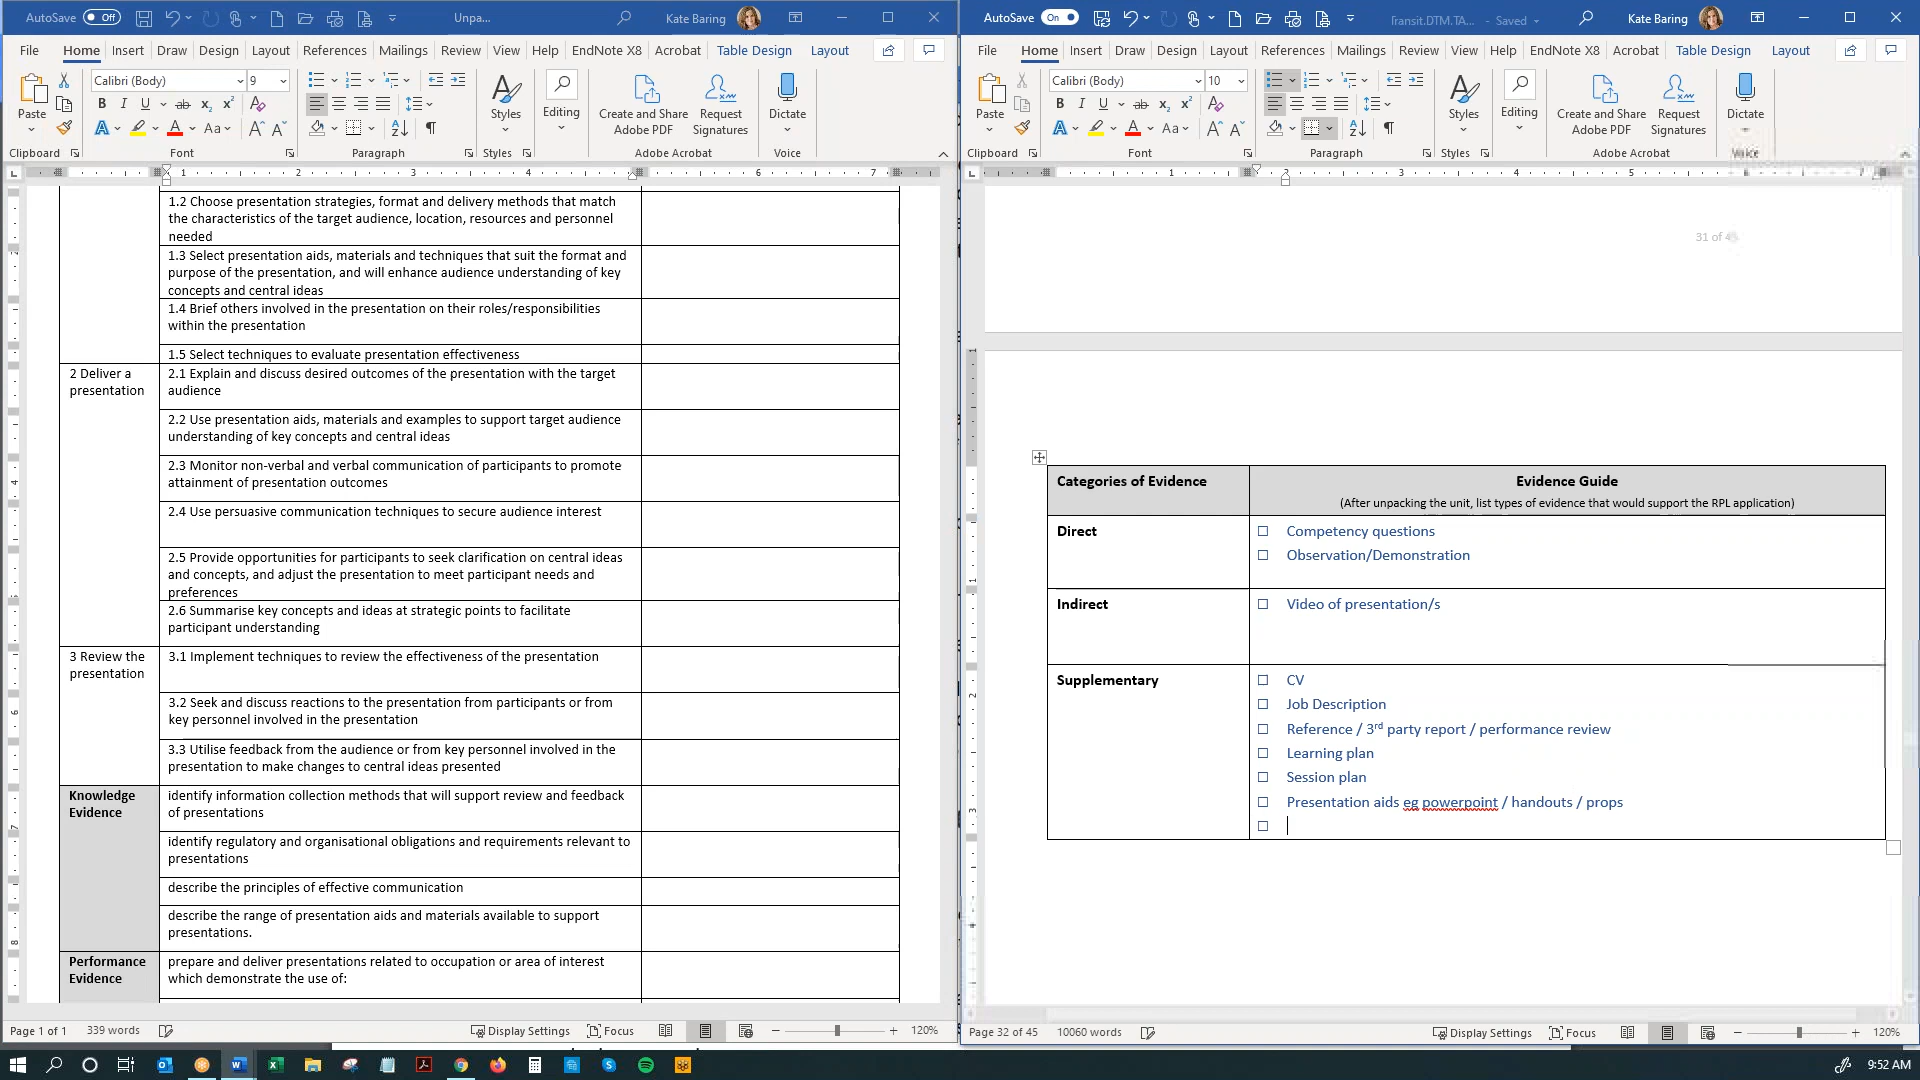 AutoSave Off Unpa... Kate Baring
File Home Insert Draw Design Layout References Mailings Review View Help EndNote X8 Acrobat Table Design Layout
Paste
Calibri (Body) 9
Styles
Editing
Create and Share Adobe PDF
Request Signatures
Dictate
Clipboard Font Paragraph Styles Adobe Acrobat Voice
1.2 Choose presentation strategies, format and delivery methods that match
the characteristics of the target audience, location, resources and personnel
needed
1.3 Select presentation aids, materials and techniques that suit the format and
purpose of the presentation, and will enhance audience understanding of key
concepts and central ideas
1.4 Brief others involved in the presentation on their roles/responsibilities
within the presentation
1.5 Select techniques to evaluate presentation effectiveness
2 Deliver a
presentation
2.1 Explain and discuss desired outcomes of the presentation with the target
audience
2.2 Use presentation aids, materials and examples to support target audience
understanding of key concepts and central ideas
2.3 Monitor non-verbal and verbal communication of participants to promote
attainment of presentation outcomes
2.4 Use persuasive communication techniques to secure audience interest
2.5 Provide opportunities for participants to seek clarification on central ideas
and concepts, and adjust the presentation to meet participant needs and
preferences
2.6 Summarise key concepts and ideas at strategic points to facilitate
participant understanding
3 Review the
presentation
3.1 Implement techniques to review the effectiveness of the presentation
3.2 Seek and discuss reactions to the presentation from participants or from
key personnel involved in the presentation
3.3 Utilise feedback from the audience or from key personnel involved in the
presentation to make changes to central ideas presented
Knowledge
Evidence
identify information collection methods that will support review and feedback
of presentations
identify regulatory and organisational obligations and requirements relevant to
presentations
describe the principles of effective communication
describe the range of presentation aids and materials available to support
presentations.
Performance
Evidence
prepare and deliver presentations related to occupation or area of interest
which demonstrate the use of:
Page 1 of 1 339 words Display Settings Focus 120%
AutoSave On Transit.DTM.TA... - Saved Kate Baring
File Home Insert Draw Design Layout References Mailings Review View Help EndNote X8 Acrobat Table Design Layout
Paste
Calibri (Body) 10
Styles
Editing
Create and Share Adobe PDF
Request Signatures
Dictate
Clipboard Font Paragraph Styles Adobe Acrobat Voice
31 of 45
Categories of Evidence
Evidence Guide
(After unpacking the unit, list types of evidence that would support the RPL application)
Direct
Competency questions
Observation/Demonstration
Indirect
Video of presentation/s
Supplementary
CV
Job Description
Reference / 3rd party report / performance review
Learning plan
Session plan
Presentation aids eg powerpoint / handouts / props
Page 32 of 45 10060 words Display Settings Focus 120%
9:52 AM